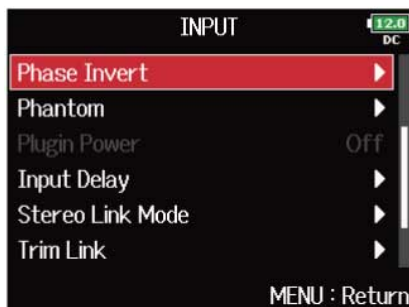 INPUT
12.0
DC
Phase Invert
Phantom
Plugin Power Off
Input Delay
Stereo Link Mode
Trim Link
MENU : Return